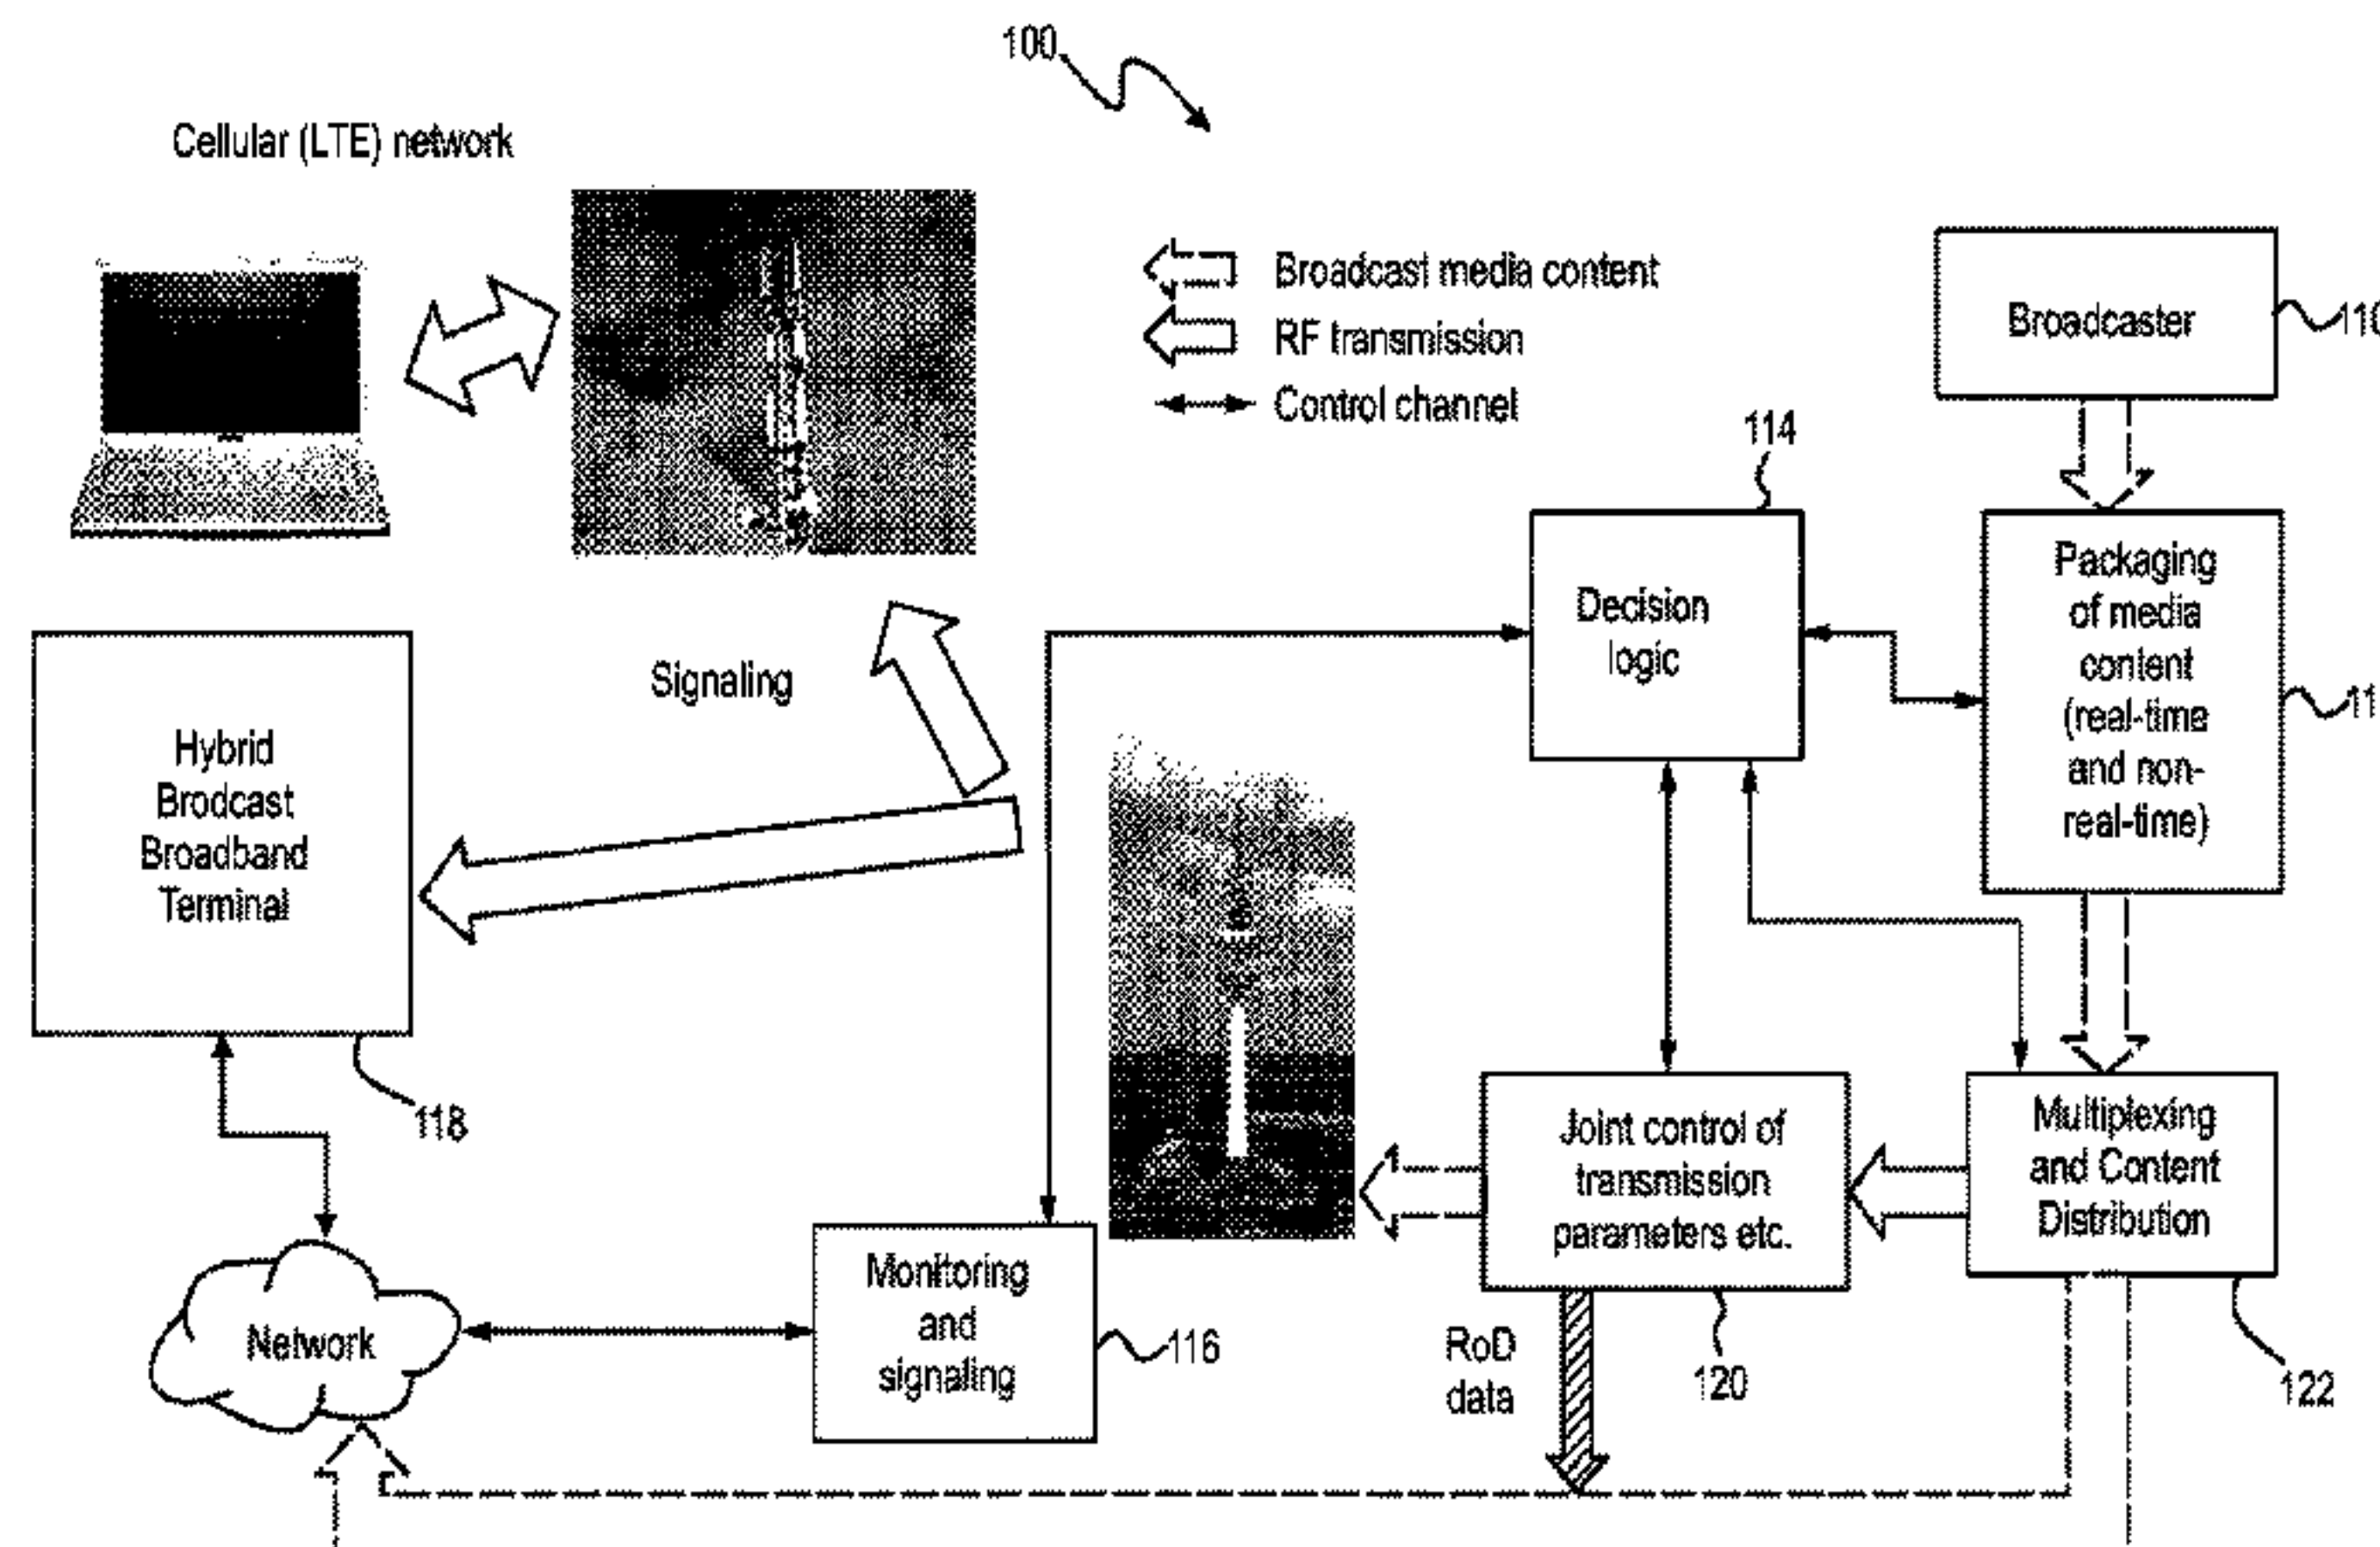 100
Cellular (LTE) network
Broadcast media content
RF transmission
Control channel
Broadcaster
110
114
Decision
logic
Packaging
of media
content
(real-time
and non-
real-time)
11
Signaling
Hybrid
Brodcast
Broadband
Terminal
118
Joint control of
transmission
parameters etc.
120
Multiplexing
and Content
Distribution
122
Monitoring
and
signaling
116
Network
RoD
data